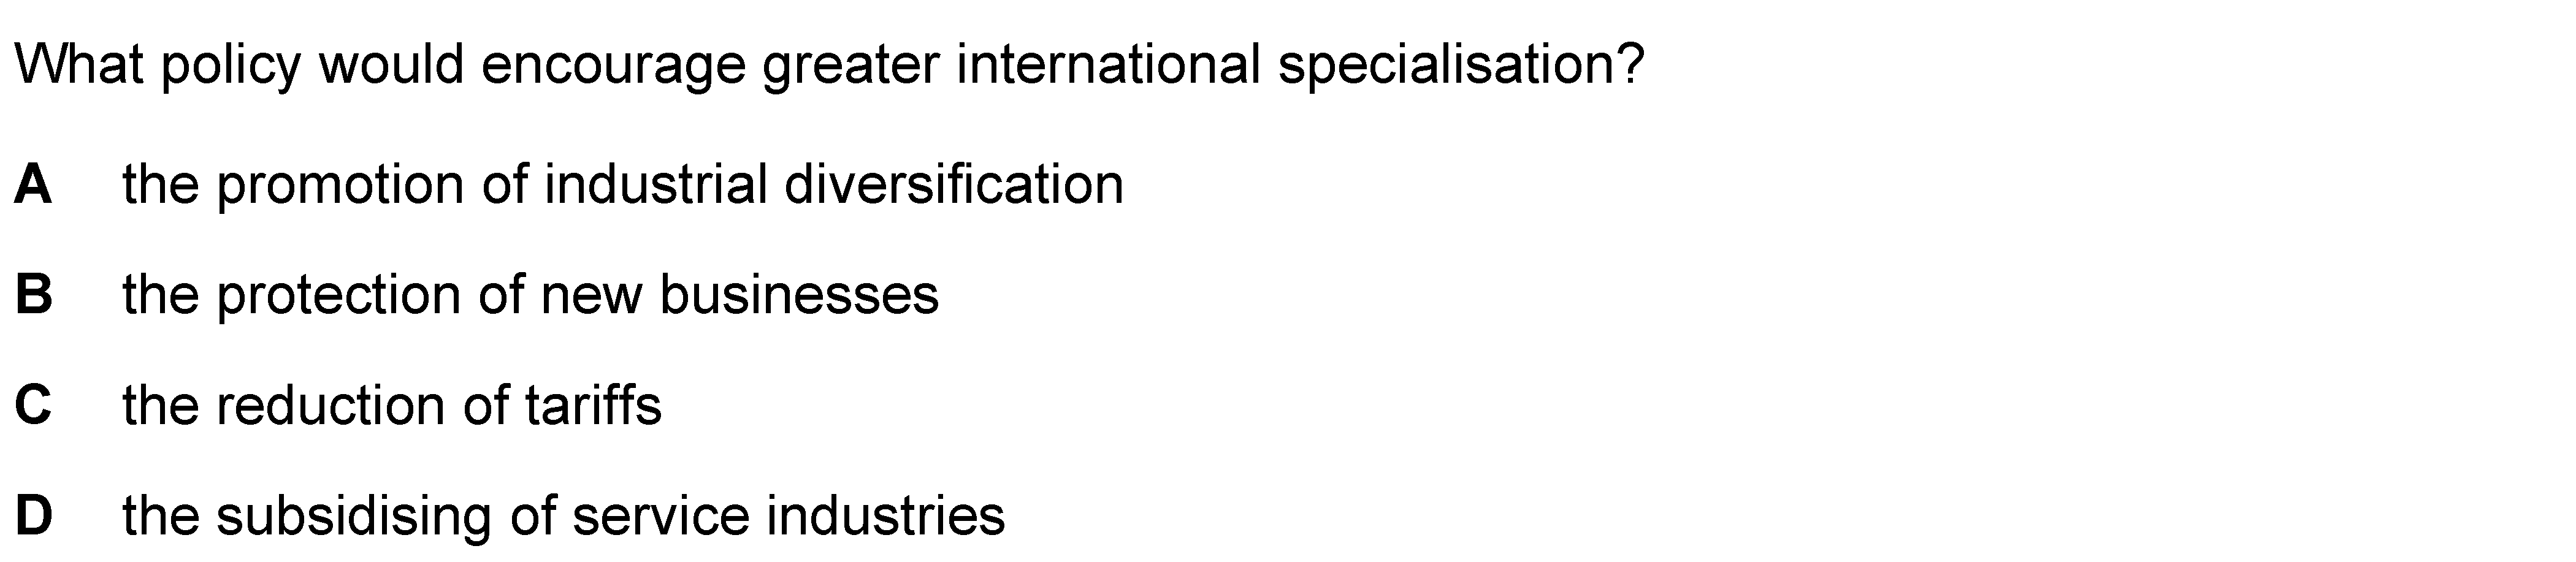 What policy would encourage greater international specialisation?
A the promotion of industrial diversification
B the protection of new businesses
C the reduction of tariffs
D the subsidising of service industries